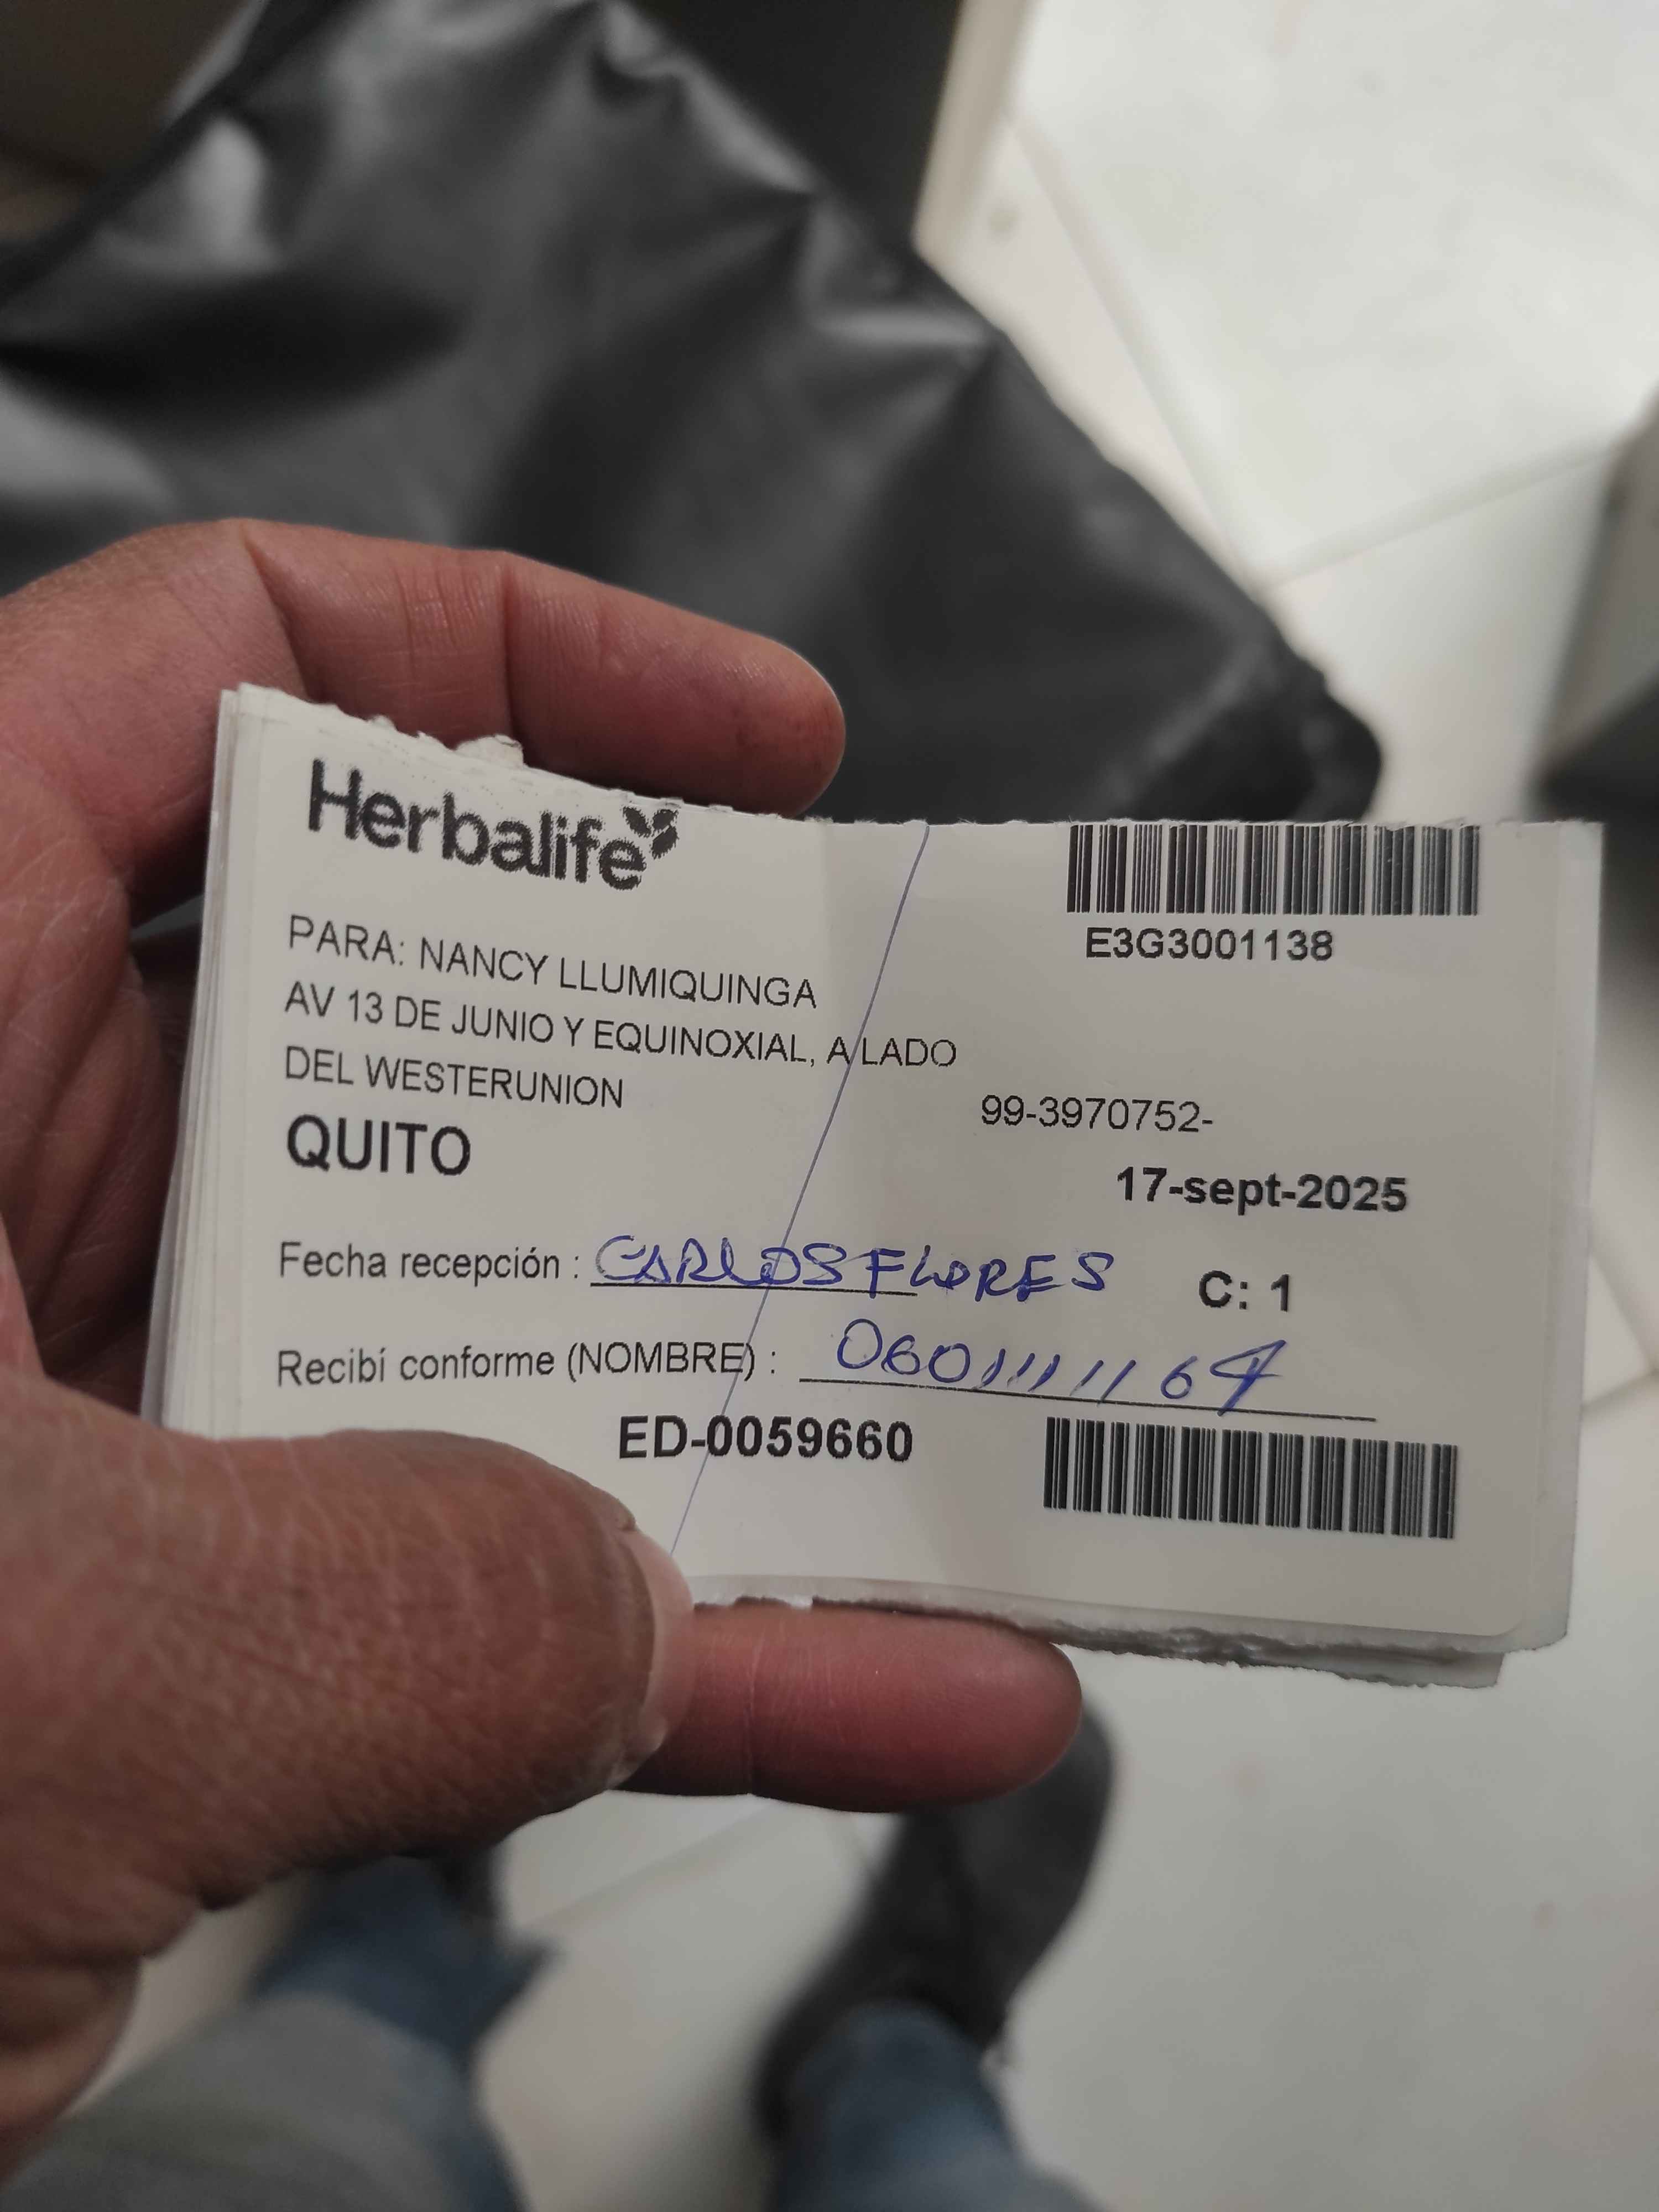 Herbalife
E3G3001138
PARA: NANCY LLUMIQUINGA
AV 13 DE JUNIO Y EQUINOXIAL, A LADO
DEL WESTERUNION
99-3970752-
QUITO
17-sept-2025
Fecha recepción : CARLOS FLORES
C: 1
Recibí conforme (NOMBRE) :
ED-0059660